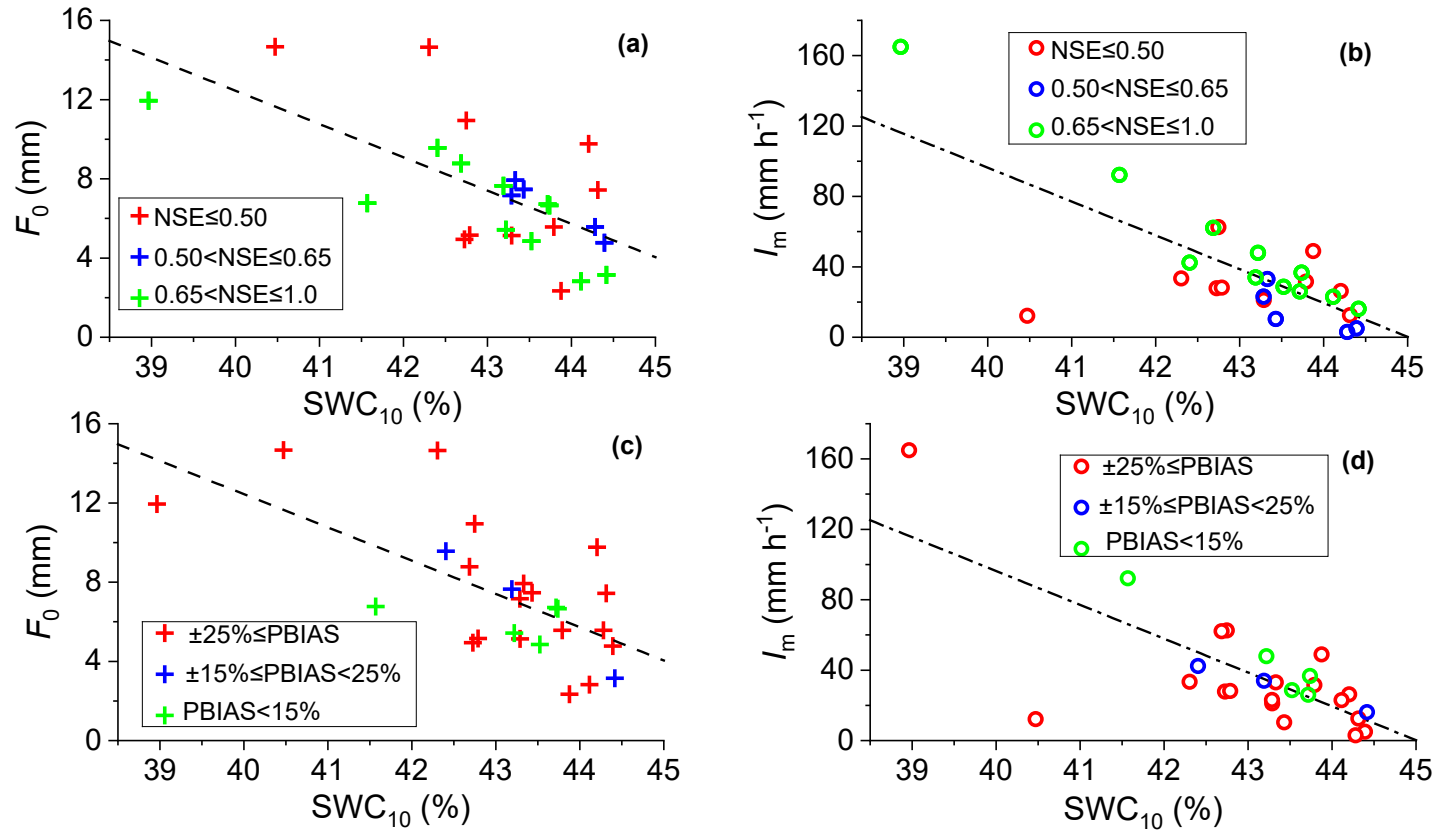 (a)
16
12
8
4
0
F₀ (mm)
NSE≤0.50
0.50<NSE≤0.65
0.65<NSE≤1.0
39 40 41 42 43 44 45
SWC₁₀ (%)
(b)
160
120
80
40
0
Iₘ (mm h⁻¹)
NSE≤0.50
0.50<NSE≤0.65
0.65<NSE≤1.0
39 40 41 42 43 44 45
SWC₁₀ (%)
(c)
16
12
8
4
0
F₀ (mm)
±25%≤PBIAS
±15%≤PBIAS<25%
PBIAS<15%
39 40 41 42 43 44 45
SWC₁₀ (%)
(d)
160
120
80
40
0
Iₘ (mm h⁻¹)
±25%≤PBIAS
±15%≤PBIAS<25%
PBIAS<15%
39 40 41 42 43 44 45
SWC₁₀ (%)